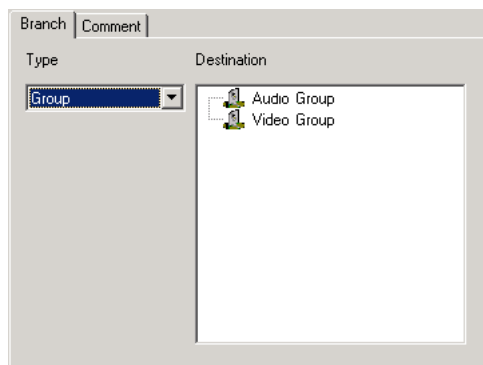 Branch Comment
Type Destination
Group
Audio Group
Video Group